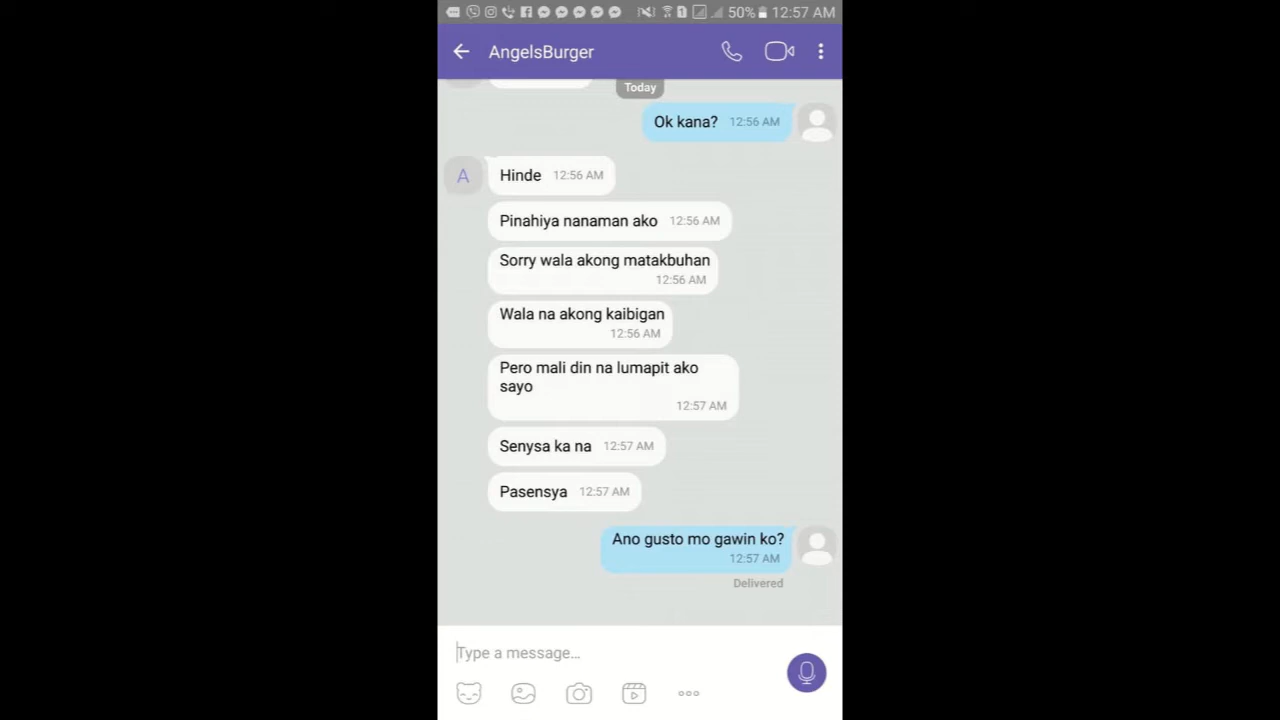 50% 12:57 AM
AngelsBurger
Today
Ok kana? 12:56 AM
A
Hinde 12:56 AM
Pinahiya nanaman ako 12:56 AM
Sorry wala akong matakbuhan
12:56 AM
Wala na akong kaibigan
12:56 AM
Pero mali din na lumapit ako
sayo
12:57 AM
Senysa ka na 12:57 AM
Pasensya 12:57 AM
Ano gusto mo gawin ko?
12:57 AM
Delivered
Type a message...